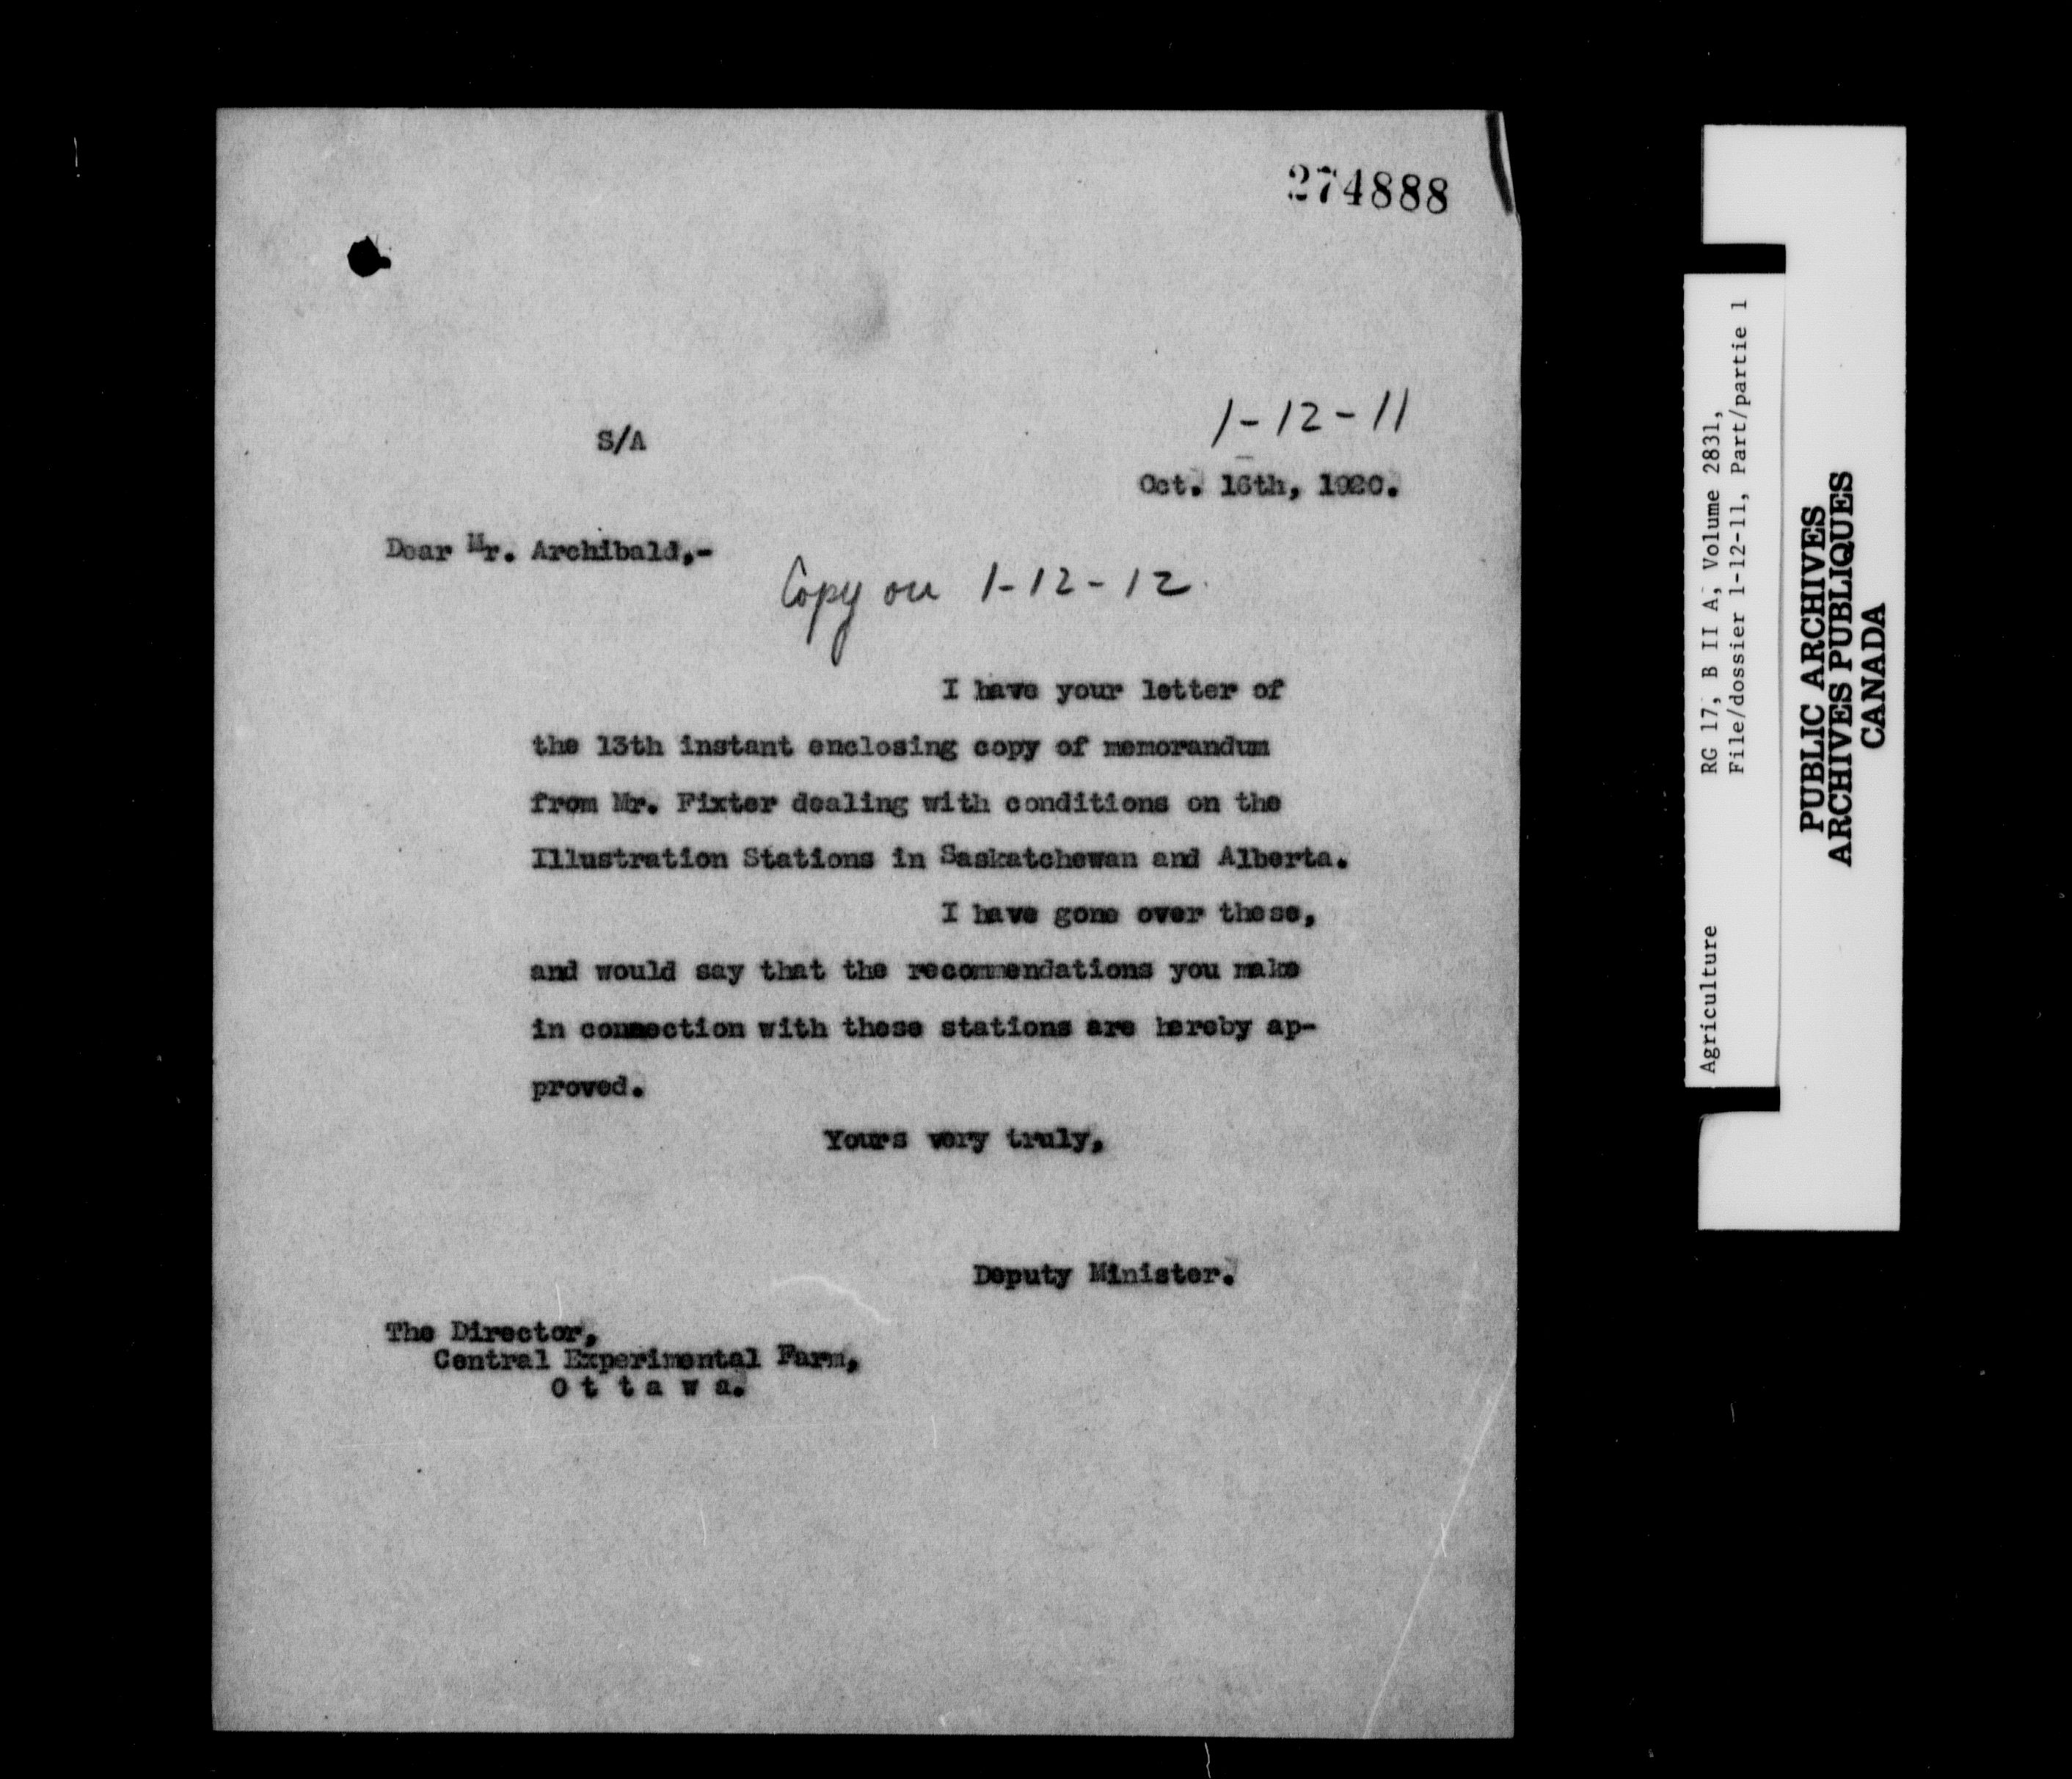 274888
1-12-11
S/A
Oct. 16th, 1920.
Dear Mr. Archibald,-
Copy on 1-12-12
I have your letter of
the 13th instant enclosing copy of memorandum
from Mr. Fixter dealing with conditions on the
Illustration Stations in Saskatchewan and Alberta.
I have gone over these,
and would say that the recommendations you make
in connection with these stations are hereby ap-
proved.
Yours very truly,
Deputy Minister.
The Director,
Central Experimental Farm,
O t t a w a.
Agriculture RG 17, B II A, Volume 2831,
File/dossier 1-12-11, Part/partie 1
PUBLIC ARCHIVES
ARCHIVES PUBLIQUES
CANADA